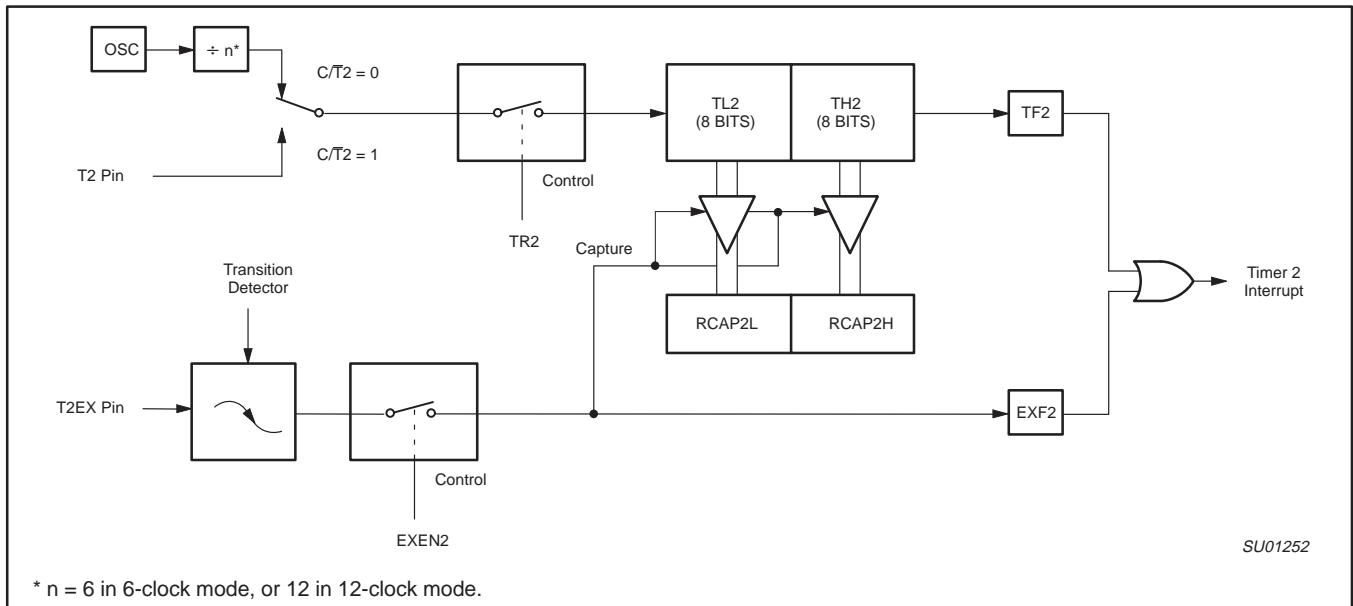 OSC
÷ n*
C/T̅2 = 0
C/T̅2 = 1
T2 Pin
Control
TR2
TL2
(8 BITS)
TH2
(8 BITS)
TF2
Capture
Transition
Detector
RCAP2L
RCAP2H
Timer 2
Interrupt
T2EX Pin
EXF2
Control
EXEN2
SU01252
* n = 6 in 6-clock mode, or 12 in 12-clock mode.